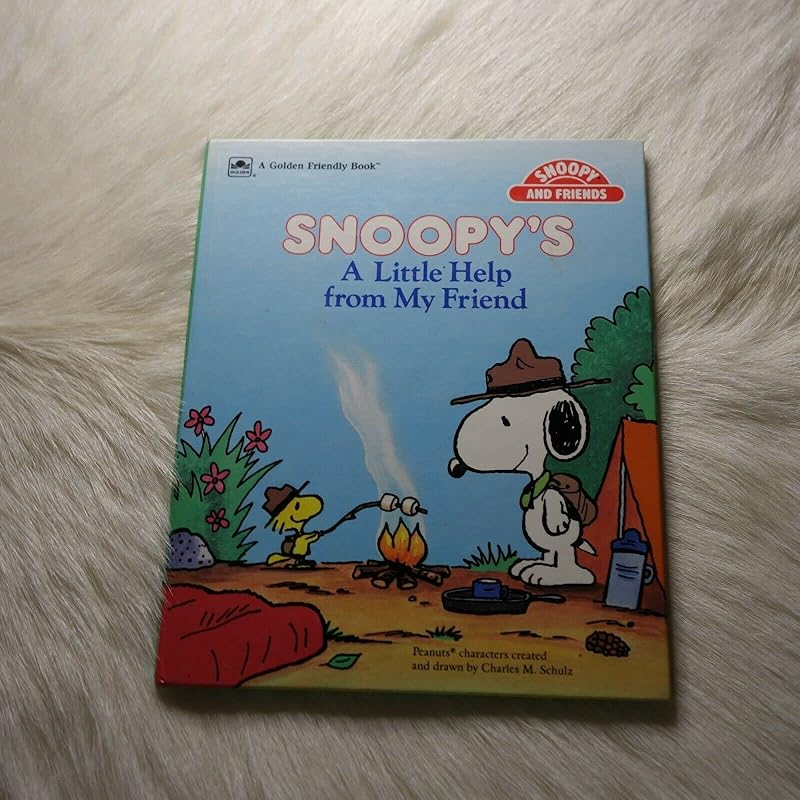 GOLDEN®
A Golden Friendly Book™
SNOOPY
AND FRIENDS
SNOOPY'S
A Little Help
from My Friend
Peanuts® characters created
and drawn by Charles M. Schulz